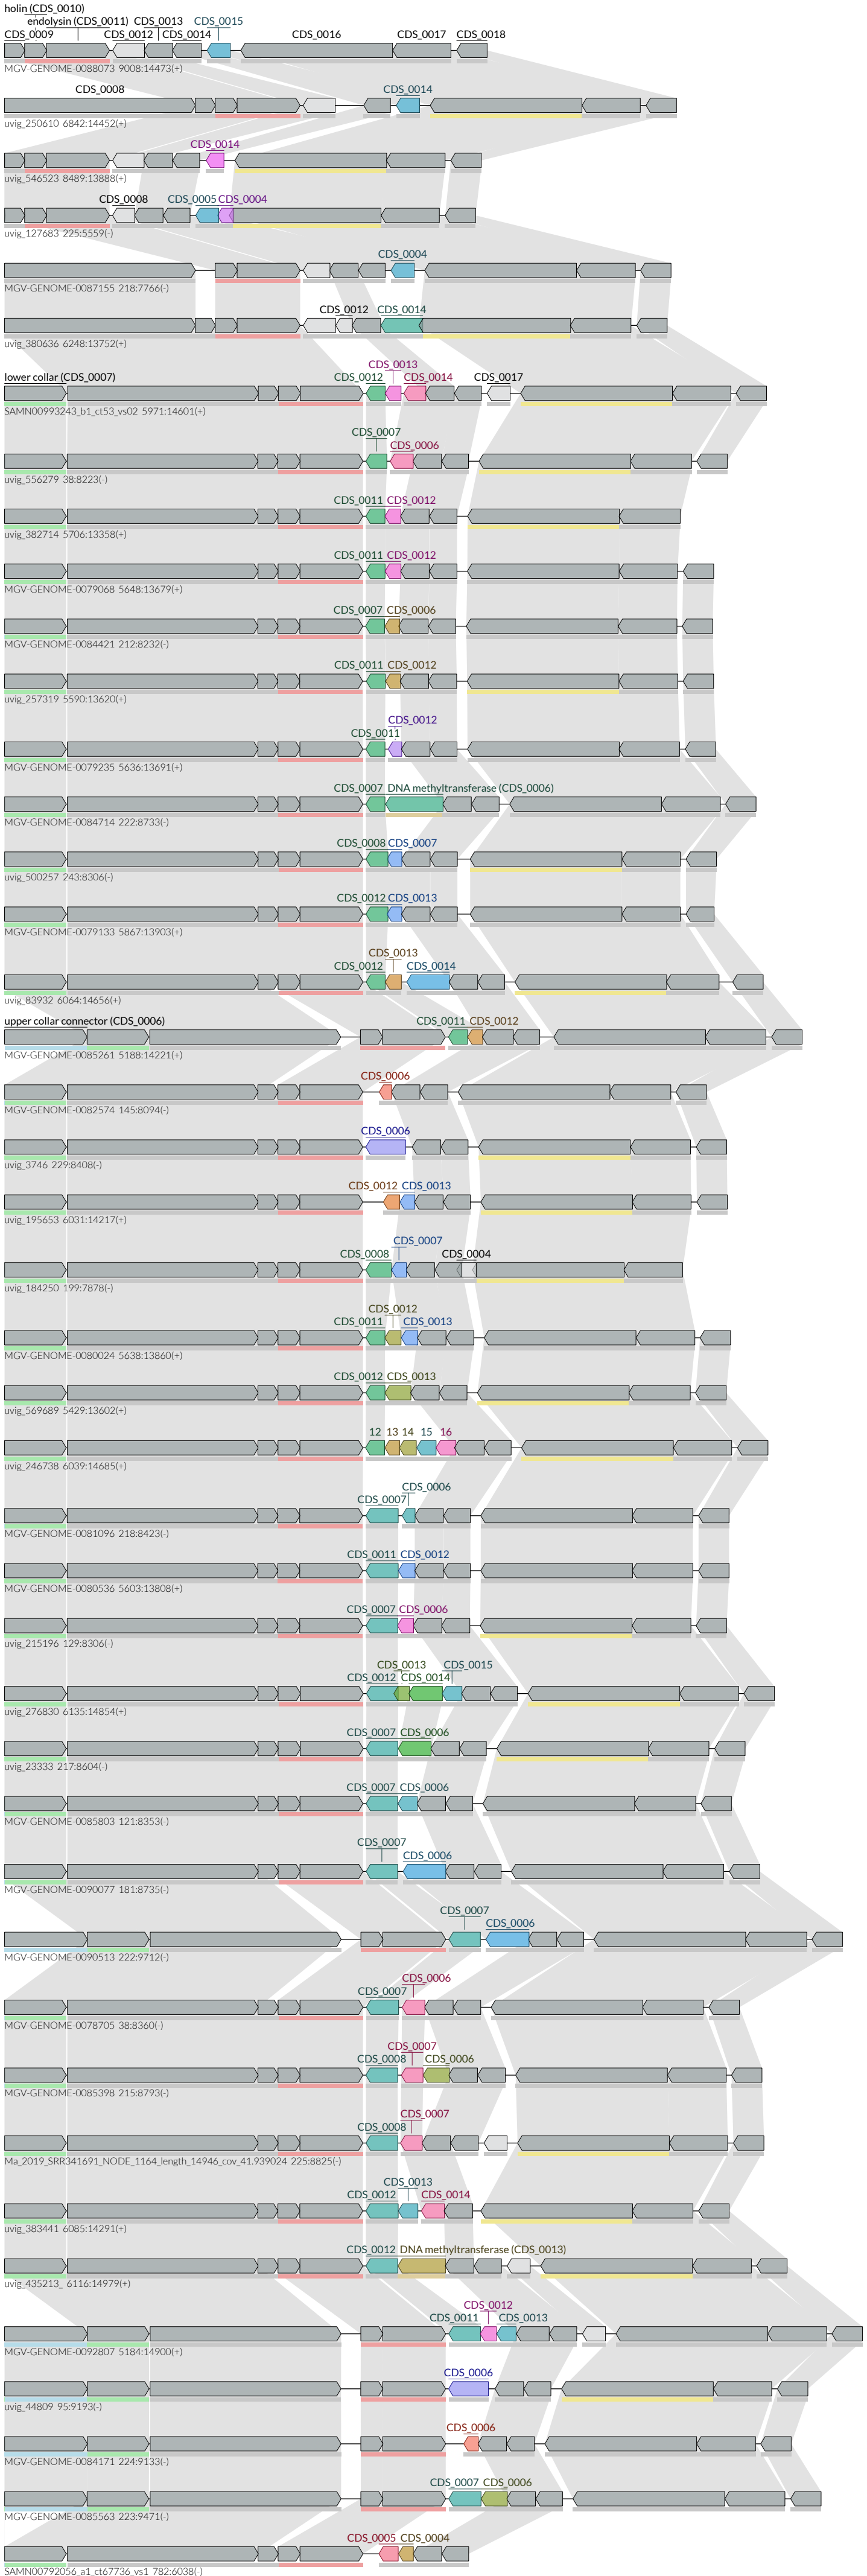 holin (CDS_0010)
endolysin (CDS_0011) CDS_0013 CDS_0015
CDS_0009 CDS_0012 CDS_0014 CDS_0016 CDS_0017 CDS_0018
MGV-GENOME-0088073 9008:14473(+)
CDS_0008 CDS_0014
uvig_250610 6842:14452(+)
CDS_0014
uvig_546523 8489:13888(+)
CDS_0008 CDS_0005 CDS_0004
uvig_127683 225:5559(-)
CDS_0004
MGV-GENOME-0087155 218:7766(-)
CDS_0012 CDS_0014
uvig_380636 6248:13752(+)
CDS_0013
lower collar (CDS_0007) CDS_0012 CDS_0014 CDS_0017
SAMN00993243_b1_ct53_vs02 5971:14601(+)
CDS_0007
CDS_0006
uvig_556279 38:8223(-)
CDS_0011 CDS_0012
uvig_382714 5706:13358(+)
CDS_0011 CDS_0012
MGV-GENOME-0079068 5648:13679(+)
CDS_0007 CDS_0006
MGV-GENOME-0084421 212:8232(-)
CDS_0011 CDS_0012
uvig_257319 5590:13620(+)
CDS_0012
CDS_0011
MGV-GENOME-0079235 5636:13691(+)
CDS_0007 DNA methyltransferase (CDS_0006)
MGV-GENOME-0084714 222:8733(-)
CDS_0008 CDS_0007
uvig_500257 243:8306(-)
CDS_0012 CDS_0013
MGV-GENOME-0079133 5867:13903(+)
CDS_0013
CDS_0012 CDS_0014
uvig_83932 6064:14656(+)
upper collar connector (CDS_0006) CDS_0011 CDS_0012
MGV-GENOME-0085261 5188:14221(+)
CDS_0006
MGV-GENOME-0082574 145:8094(-)
CDS_0006
uvig_3746 229:8408(-)
CDS_0012 CDS_0013
uvig_195653 6031:14217(+)
CDS_0007
CDS_0008 CDS_0004
uvig_184250 199:7878(-)
CDS_0012
CDS_0011 CDS_0013
MGV-GENOME-0080024 5638:13860(+)
CDS_0012 CDS_0013
uvig_569689 5429:13602(+)
12 13 14 15 16
uvig_246738 6039:14685(+)
CDS_0006
CDS_0007
MGV-GENOME-0081096 218:8423(-)
CDS_0011 CDS_0012
MGV-GENOME-0080536 5603:13808(+)
CDS_0007 CDS_0006
uvig_215196 129:8306(-)
CDS_0013 CDS_0015
CDS_0012 CDS_0014
uvig_276830 6135:14854(+)
CDS_0007 CDS_0006
uvig_23333 217:8604(-)
CDS_0007 CDS_0006
MGV-GENOME-0085803 121:8353(-)
CDS_0007
CDS_0006
MGV-GENOME-0090077 181:8735(-)
CDS_0007
CDS_0006
MGV-GENOME-0090513 222:9712(-)
CDS_0006
CDS_0007
MGV-GENOME-0078705 38:8360(-)
CDS_0007
CDS_0008 CDS_0006
MGV-GENOME-0085398 215:8793(-)
CDS_0007
CDS_0008
Ma_2019_SRR341691_NODE_1164_length_14946_cov_41.939024 225:8825(-)
CDS_0013
CDS_0012 CDS_0014
uvig_383441 6085:14291(+)
CDS_0012 DNA methyltransferase (CDS_0013)
uvig_435213_ 6116:14979(+)
CDS_0012
CDS_0011 CDS_0013
MGV-GENOME-0092807 5184:14900(+)
CDS_0006
uvig_44809 95:9193(-)
CDS_0006
MGV-GENOME-0084171 224:9133(-)
CDS_0007 CDS_0006
MGV-GENOME-0085563 223:9471(-)
CDS_0005 CDS_0004
SAMN00792056_a1_ct67736_vs1 782:6038(-)